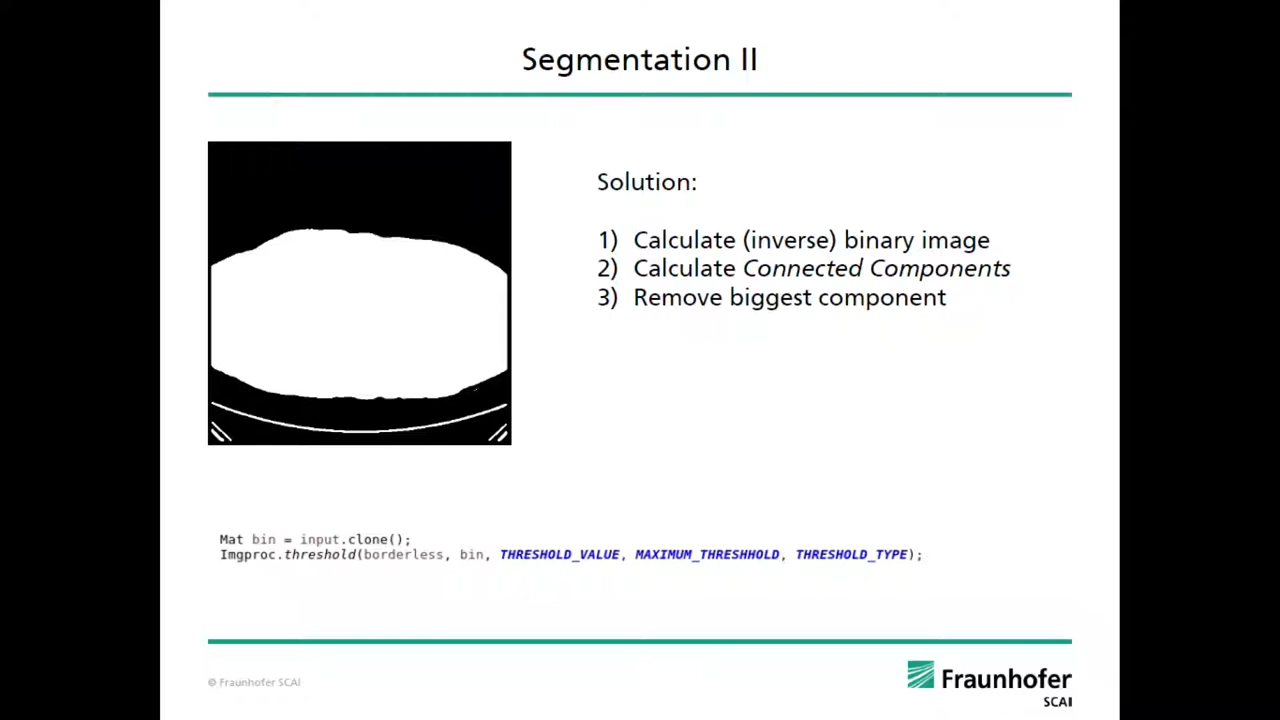 Segmentation II
Solution:
1) Calculate (inverse) binary image
2) Calculate Connected Components
3) Remove biggest component
Mat bin = input.clone();
Imgproc.threshold(borderless, bin, THRESHOLD_VALUE, MAXIMUM_THRESHHOLD, THRESHOLD_TYPE);
© Fraunhofer SCAI
Fraunhofer
SCAI